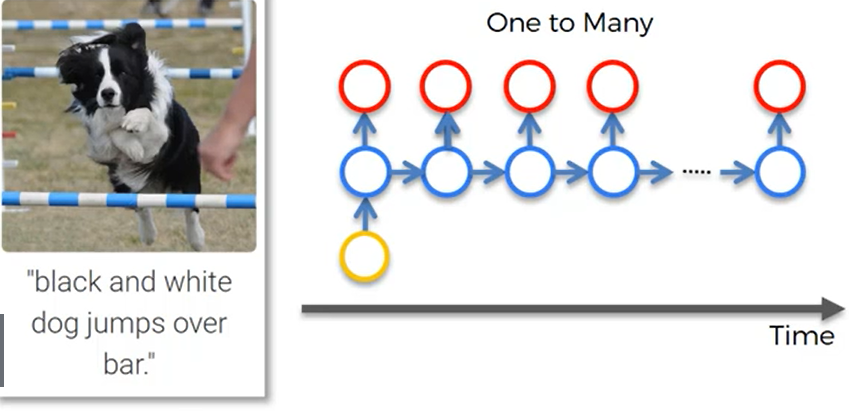 One to Many
"black and white
dog jumps over
bar."
.....
Time